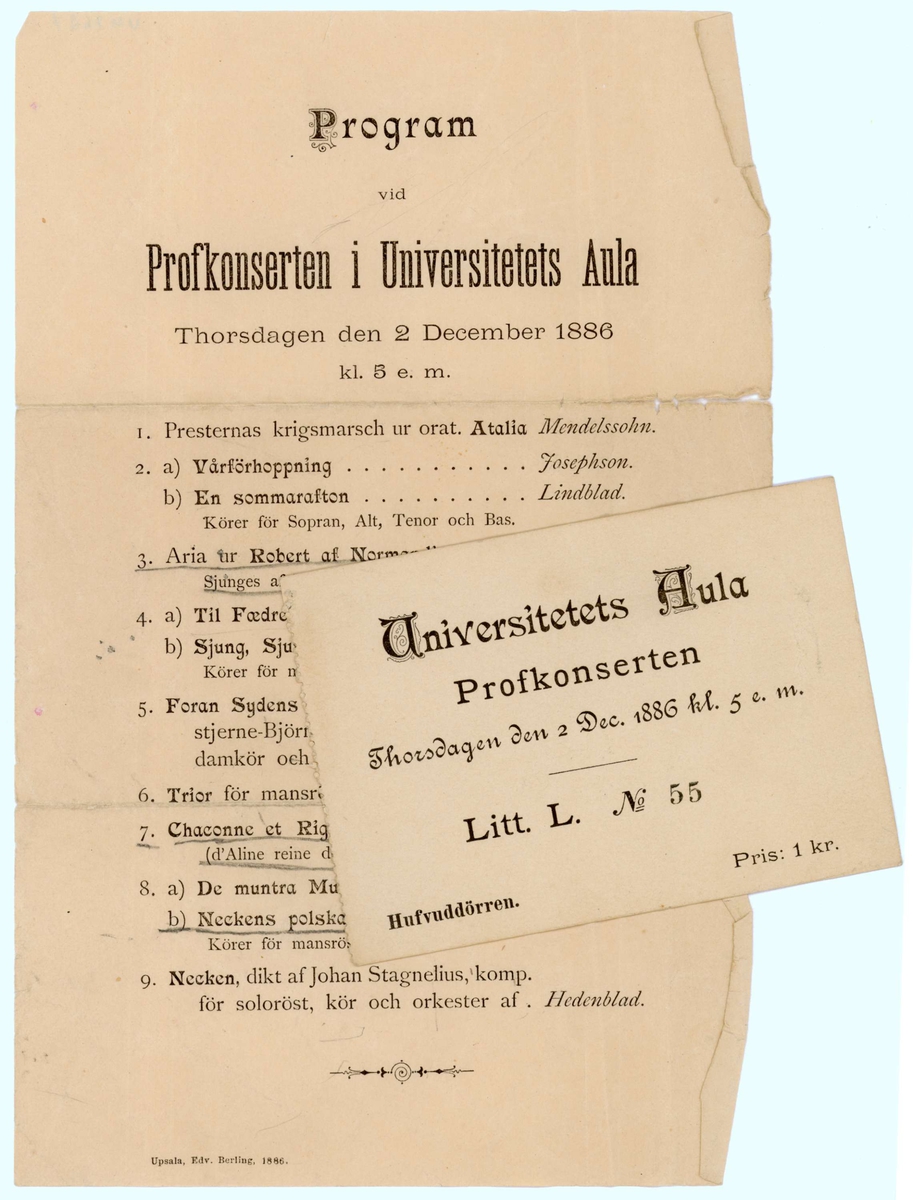 Program
vid
Profkonserten i Universitetets Aula
Thorsdagen den 2 December 1886
kl. 5 e. m.
1. Presternas krigsmarsch ur orat. Atalia Mendelssohn.
2. a) Vårförhoppning . . . . . . . . . . . Josephson.
b) En sommarafton . . . . . . . . . . Lindblad.
Körer för Sopran, Alt, Tenor och Bas.
3. Aria ur Robert af
Sjunges
4. a) Til
b) Sjung,
Körer för
5. Foran Sydens
damkör och
6. Trior för
7. Chaconne et
(d'Aline reine
8. a) De muntra
b) Neckens polska
Körer för
9. Necken, dikt af Johan Stagnelius, komp.
för soloröst, kör och orkester af . Hedenblad.
Upsala, Edv. Berling, 1886.
Universitetets Aula
Profkonserten
Thorsdagen den 2 Dec. 1886 kl. 5 e. m.
Litt. L. № 55
Pris: 1 kr.
Hufvuddörren.